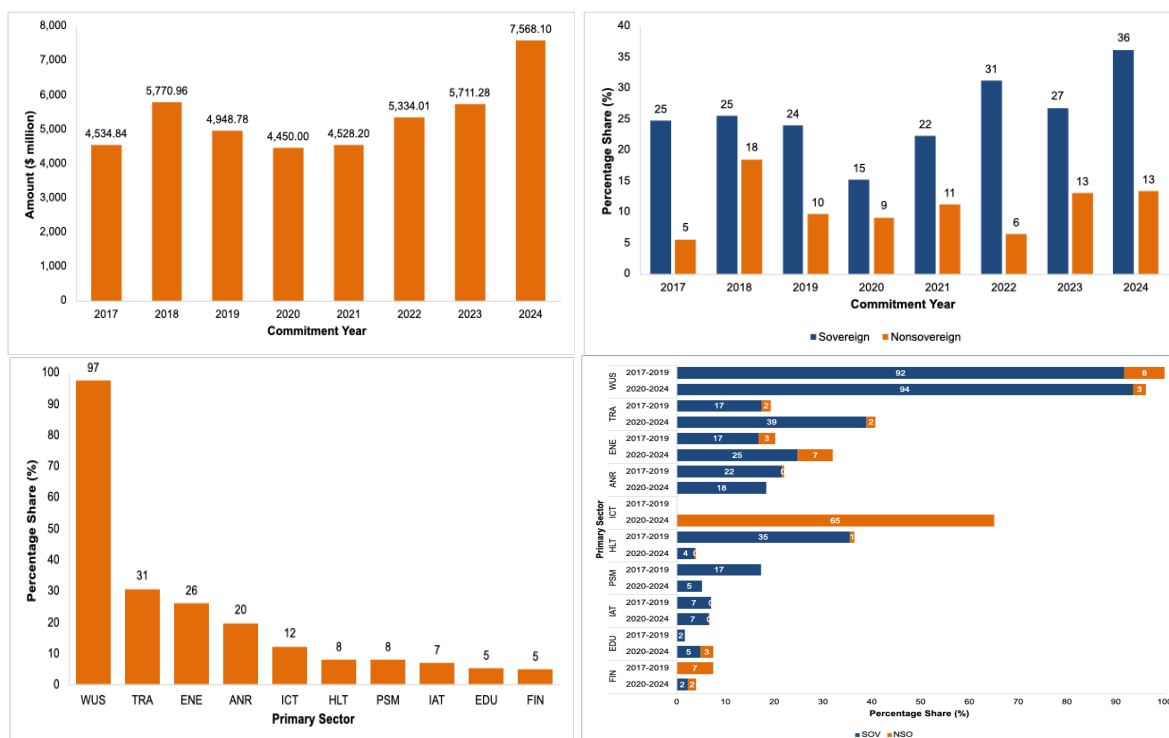 8,000
7,000
6,000
5,000
4,000
3,000
2,000
1,000
0
Amount ($ million)
4,534.84
5,770.96
4,948.78
4,450.00
4,528.20
5,334.01
5,711.28
7,568.10
2017 2018 2019 2020 2021 2022 2023 2024
Commitment Year
40
35
30
25
20
15
10
5
0
Percentage Share (%)
25 5
25 18
24 10
15 9
22 11
31 6
27 13
36 13
2017 2018 2019 2020 2021 2022 2023 2024
Commitment Year
Sovereign Nonsovereign
100
90
80
70
60
50
40
30
20
10
0
Percentage Share (%)
97 31 26 20 12 8 8 7 5 5
WUS TRA ENE ANR ICT HLT PSM IAT EDU FIN
Primary Sector
Primary Sector
WUS
2017-2019 92 8
2020-2024 94 3
TRA
2017-2019 17 2
2020-2024 39 2
ENE
2017-2019 17 3
2020-2024 25 7
ANR
2017-2019 22 0
2020-2024 18
ICT
2017-2019
2020-2024 65
HLT
2017-2019 35 1
2020-2024 4 0
PSM
2017-2019 17
2020-2024 5
IAT
2017-2019 7 0
2020-2024 7 0
EDU
2017-2019 2
2020-2024 5 3
FIN
2017-2019 7
2020-2024 2 2
0 10 20 30 40 50 60 70 80 90 100
Percentage Share (%)
SOV NSO